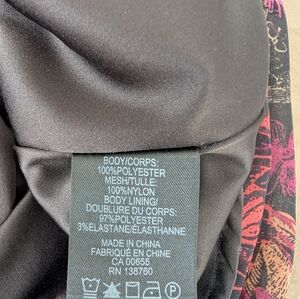 BODY/CORPS:
100%POLYESTER
MESH/TULLE:
100%NYLON
BODY LINING/
DOUBLURE DU CORPS:
97%POLYESTER
3%ELASTANE/ÉLASTHANNE
MADE IN CHINA
FABRIQUÉ EN CHINE
CA 00655
RN 138760